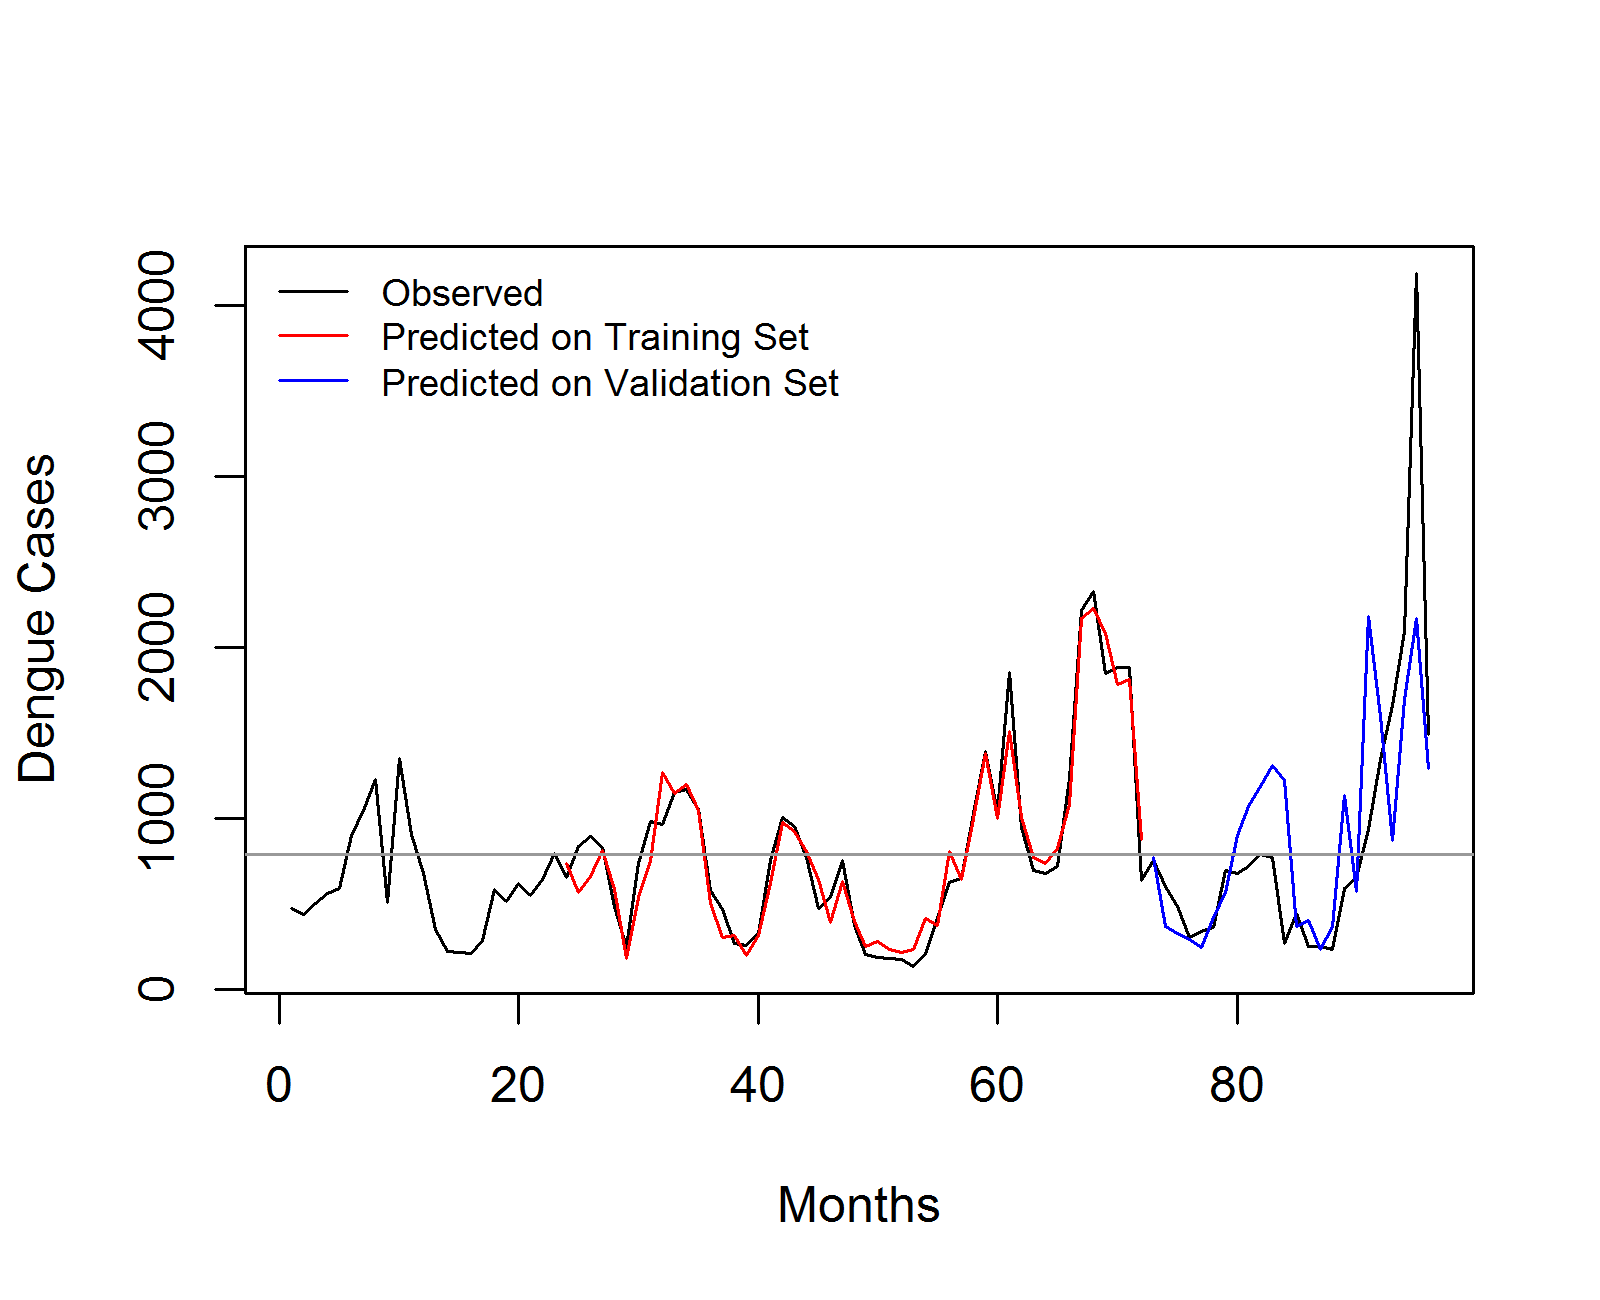 Observed
Predicted on Training Set
Predicted on Validation Set
Dengue Cases
4000
3000
2000
1000
0
0 20 40 60 80
Months